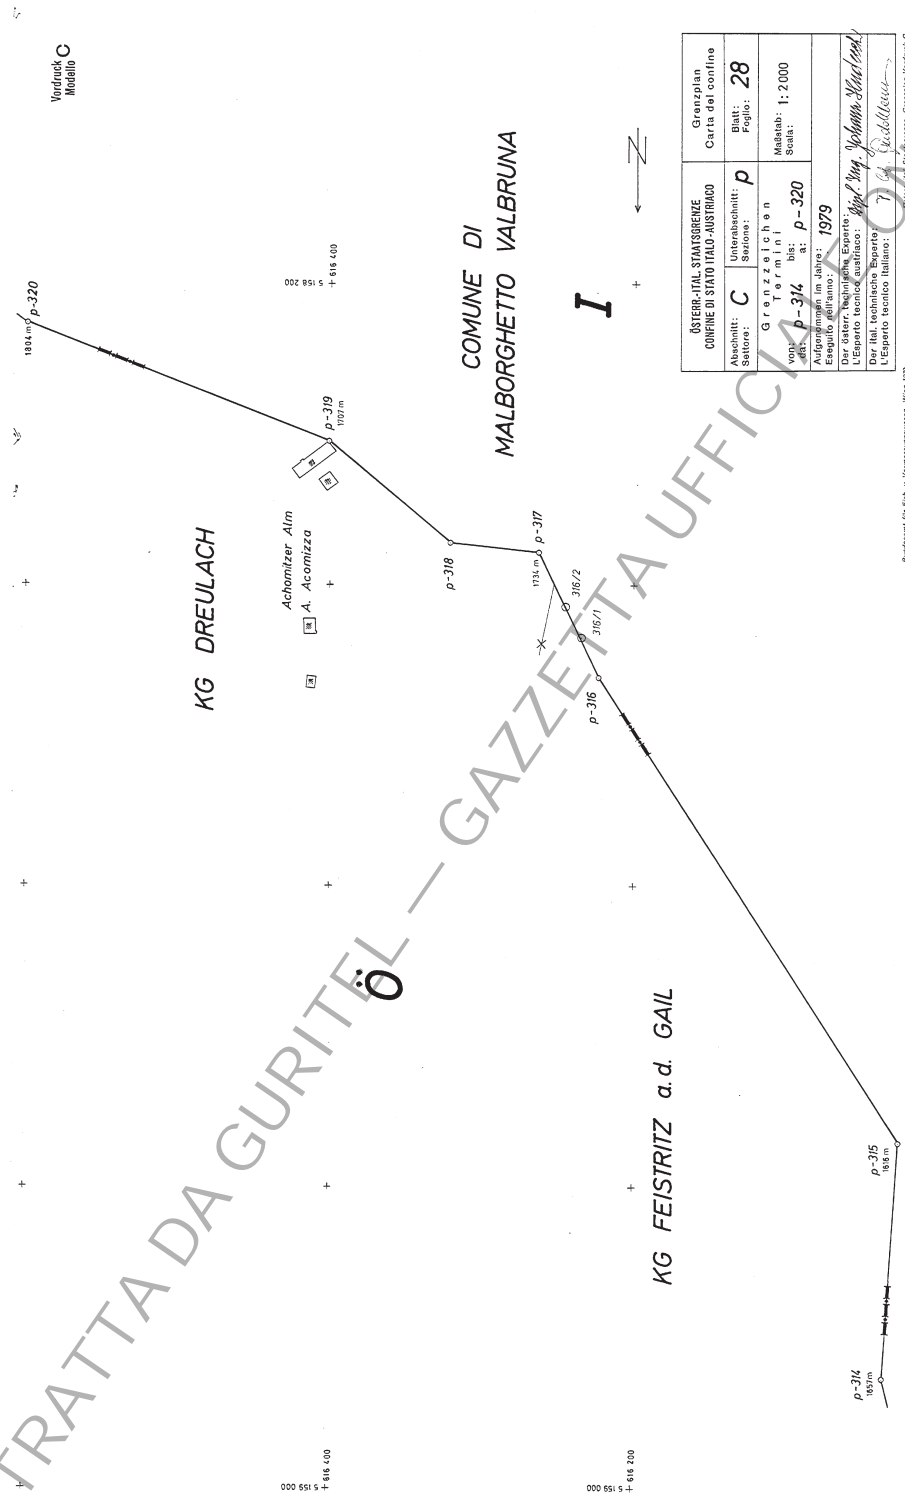 Vordruck C
Modello
p-320
1804 m
5 158 200
+ 616 400
p-319
1707 m
COMUNE DI
MALBORGHETTO VALBRUNA
I
N
KG DREULACH
Achomitzer Alm
A. Acomizza
p-318
p-317
1734 m
316/2
316/1
p-316
Ö
KG FEISTRITZ a.d. GAIL
p-315
1616 m
p-314
1657 m
5 159 000
+ 616 400
5 159 000
+ 616 200
ÖSTERR.-ITAL. STAATSGRENZE
CONFINE DI STATO ITALO-AUSTRIACO
Grenzplan
Carta del confine
Abschnitt: C
Settore:
Unterabschnitt: p
Sezione:
Blatt: 28
Foglio:
Grenzzeichen
Termini
von: p-314 bis: p-320
da: a:
Maßstab: 1:2000
Scala:
Aufgenommen im Jahre: 1979
Eseguito nell'anno:
Der österr. technische Experte:
L'Esperto tecnico austriaco: Dipl. Ing. Johann
Der ital. technische Experte:
L'Esperto tecnico italiano:
TRATTA DA GURITEL — GAZZETTA UFFICIALE